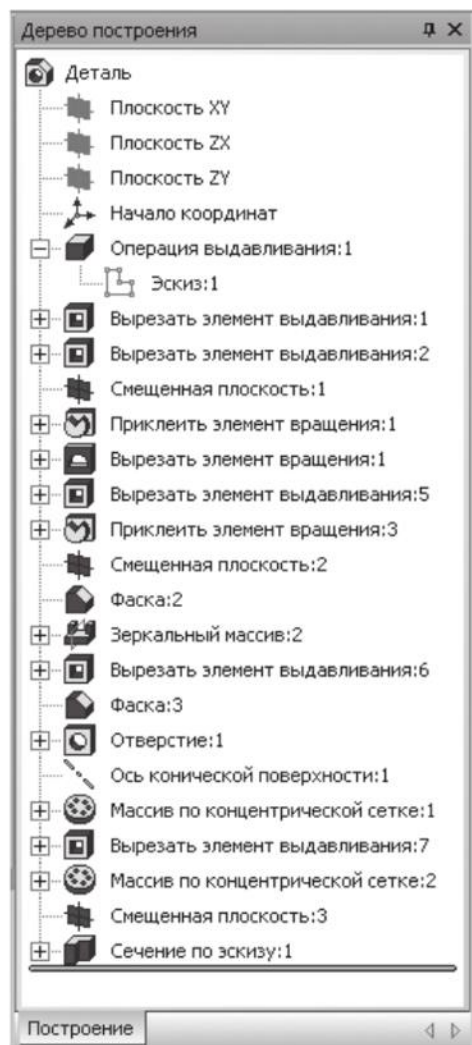 Дерево построения
Деталь
Плоскость XY
Плоскость ZX
Плоскость ZY
Начало координат
Операция выдавливания:1
Эскиз:1
Вырезать элемент выдавливания:1
Вырезать элемент выдавливания:2
Смещенная плоскость:1
Приклеить элемент вращения:1
Вырезать элемент вращения:1
Вырезать элемент выдавливания:5
Приклеить элемент вращения:3
Смещенная плоскость:2
Фаска:2
Зеркальный массив:2
Вырезать элемент выдавливания:6
Фаска:3
Отверстие:1
Ось конической поверхности:1
Массив по концентрической сетке:1
Вырезать элемент выдавливания:7
Массив по концентрической сетке:2
Смещенная плоскость:3
Сечение по эскизу:1
Построение